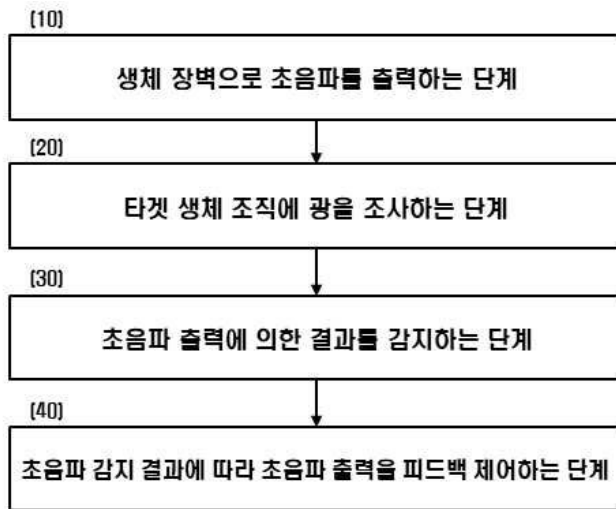 (10)
생체 장벽으로 초음파를 출력하는 단계
(20)
타겟 생체 조직에 광을 조사하는 단계
(30)
초음파 출력에 의한 결과를 감지하는 단계
(40)
초음파 감지 결과에 따라 초음파 출력을 피드백 제어하는 단계